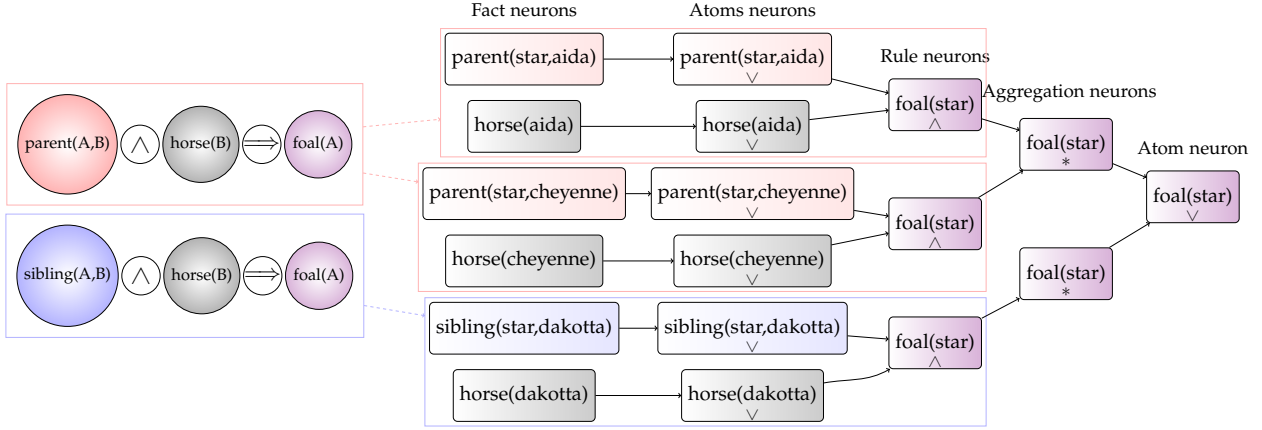 Fact neurons
Atoms neurons
Rule neurons
Aggregation neurons
Atom neuron
parent(A,B) ∧ horse(B) ⟹ foal(A)
sibling(A,B) ∧ horse(B) ⟹ foal(A)
parent(star,aida)
parent(star,aida)
∨
horse(aida)
horse(aida)
∨
foal(star)
∧
parent(star,cheyenne)
parent(star,cheyenne)
∨
horse(cheyenne)
horse(cheyenne)
∨
foal(star)
∧
sibling(star,dakotta)
sibling(star,dakotta)
∨
horse(dakotta)
horse(dakotta)
∨
foal(star)
∧
foal(star)
*
foal(star)
*
foal(star)
∨